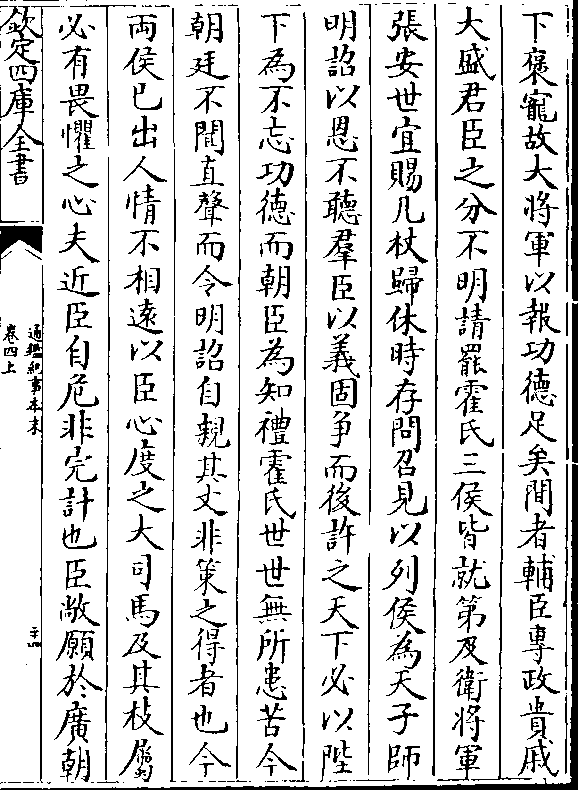 下褒寵故大將軍以報功德足矣間者輔臣專政貴戚
大盛君臣之分不明請罷霍氏三侯皆就第及衛將軍
張安世宜賜几杖歸休時存問召見以列侯為天子師
明詔以恩不聽羣臣以義固爭而後許之天下必以陛
下為不忘功德而朝臣為知禮霍氏世世無所患苦今
朝廷不聞直聲而令明詔自親其文非策之得者也今
兩侯已出人情不相遠以臣心度之大司馬及其枝屬
必有畏懼之心夫近臣自危非完計也臣敞願於廣朝
欽定四庫全書
通鑑紀事本末
卷四上
二十四